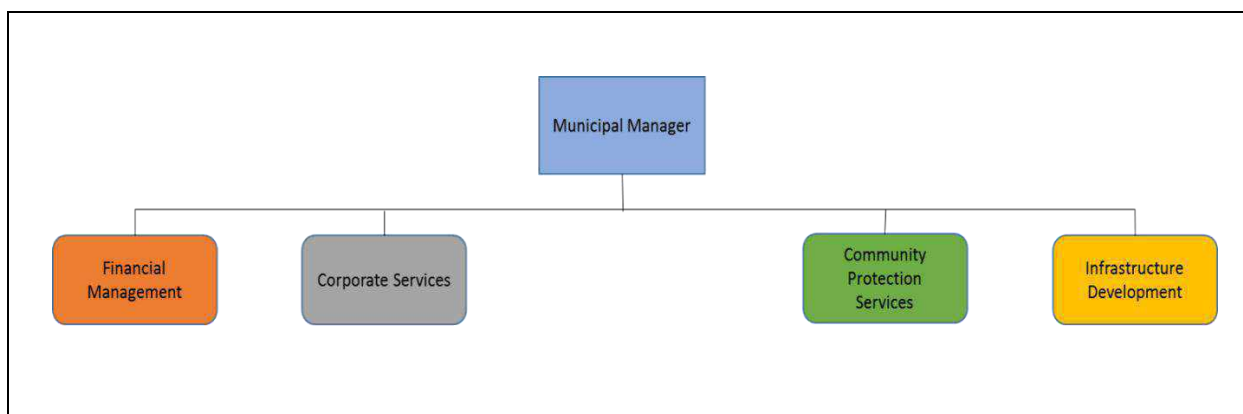 Municipal Manager
Financial
Management
Corporate Services
Community
Protection
Services
Infrastructure
Development